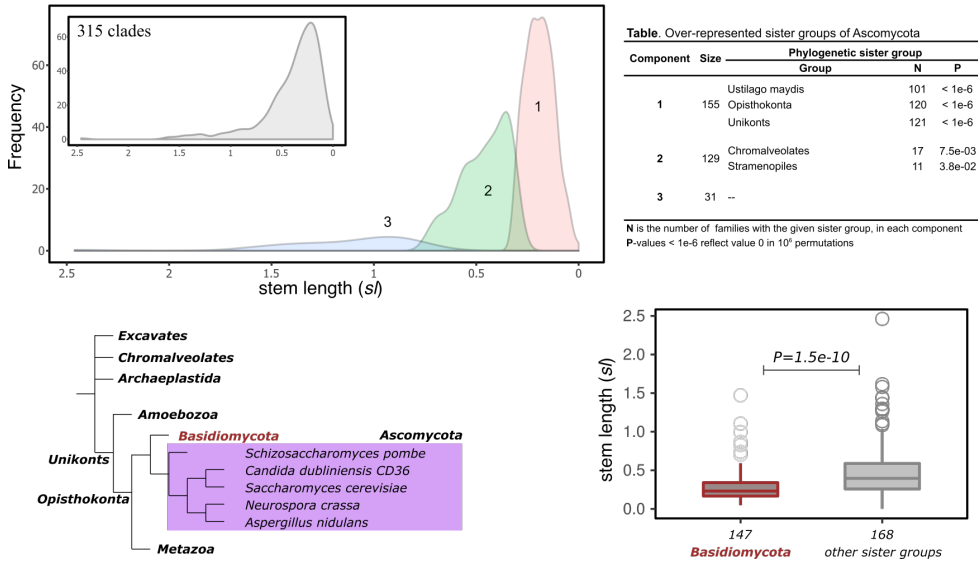 315 clades
Frequency
60
40
20
0
60
40
20
0
2.5
2
1.5
1
0.5
0
1
2
3
2.5
2
1.5
1
0.5
0
stem length (sl)
Table. Over-represented sister groups of Ascomycota
Component Size Phylogenetic sister group
Group N P
Ustilago maydis 101 < 1e-6
1 155 Opisthokonta 120 < 1e-6
Unikonts 121 < 1e-6
Chromalveolates 17 7.5e-03
2 129
Stramenopiles 11 3.8e-02
3 31 --
N is the number of families with the given sister group, in each component
P-values < 1e-6 reflect value 0 in 10⁶ permutations
Excavates
Chromalveolates
Archaeplastida
Amoebozoa
Basidiomycota Ascomycota
Schizosaccharomyces pombe
Unikonts
Candida dubliniensis CD36
Saccharomyces cerevisiae
Opisthokonta
Neurospora crassa
Aspergillus nidulans
Metazoa
stem length (sl)
2.5
2.0
1.5
1.0
0.5
0.0
P=1.5e-10
147 168
Basidiomycota other sister groups